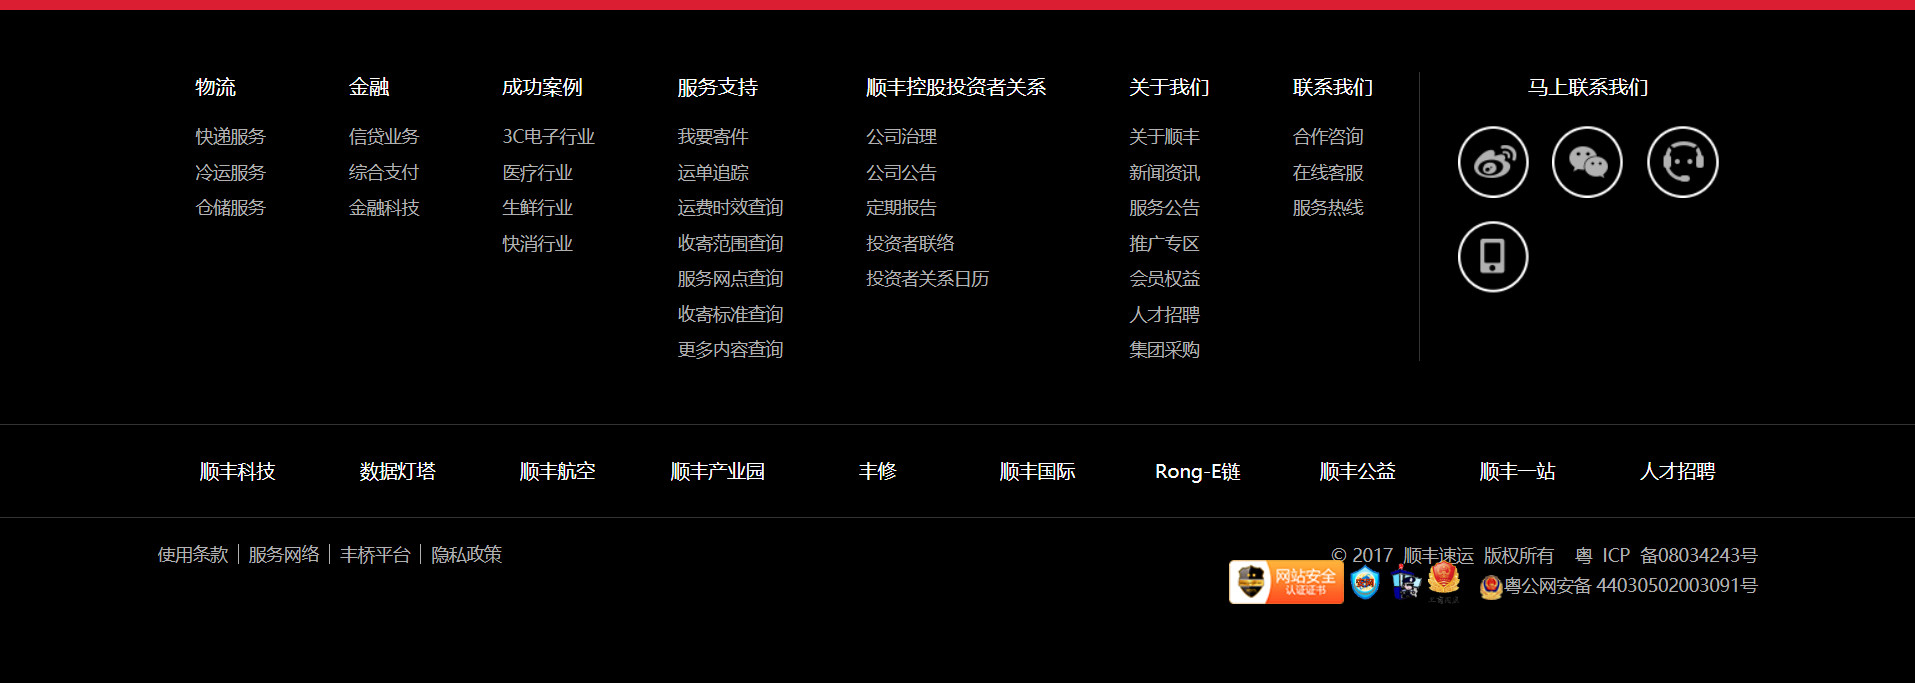 物流
快递服务
冷运服务
仓储服务
金融
信贷业务
综合支付
金融科技
成功案例
3C电子行业
医疗行业
生鲜行业
快消行业
服务支持
我要寄件
运单追踪
运费时效查询
收寄范围查询
服务网点查询
收寄标准查询
更多内容查询
顺丰控股投资者关系
公司治理
公司公告
定期报告
投资者联络
投资者关系日历
关于我们
关于顺丰
新闻资讯
服务公告
推广专区
会员权益
人才招聘
集团采购
联系我们
合作咨询
在线客服
服务热线
马上联系我们
顺丰科技 数据灯塔 顺丰航空 顺丰产业园 丰修 顺丰国际 Rong-E链 顺丰公益 顺丰一站 人才招聘
使用条款 | 服务网络 | 丰桥平台 | 隐私政策
© 2017 顺丰速运 版权所有 粤 ICP 备08034243号
网站安全
认证证书
粤公网安备 44030502003091号